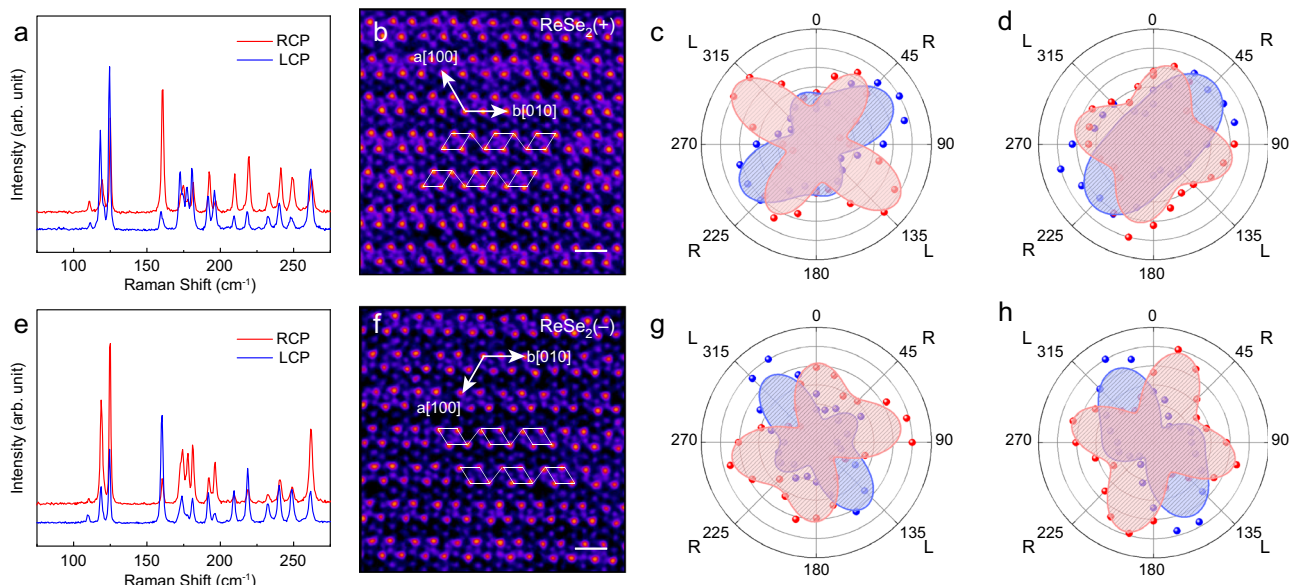 a
RCP
LCP
Intensity (arb. unit)
100 150 200 250
Raman Shift (cm⁻¹)
b
ReSe₂(+)
a[100]
b[010]
c
0
45
R
90
135
L
180
225
R
270
315
L
d
0
45
R
90
135
L
180
225
R
270
315
L
e
RCP
LCP
Intensity (arb. unit)
100 150 200 250
Raman Shift (cm⁻¹)
f
ReSe₂(–)
b[010]
a[100]
g
0
45
R
90
135
L
180
225
R
270
315
L
h
0
45
R
90
135
L
180
225
R
270
315
L